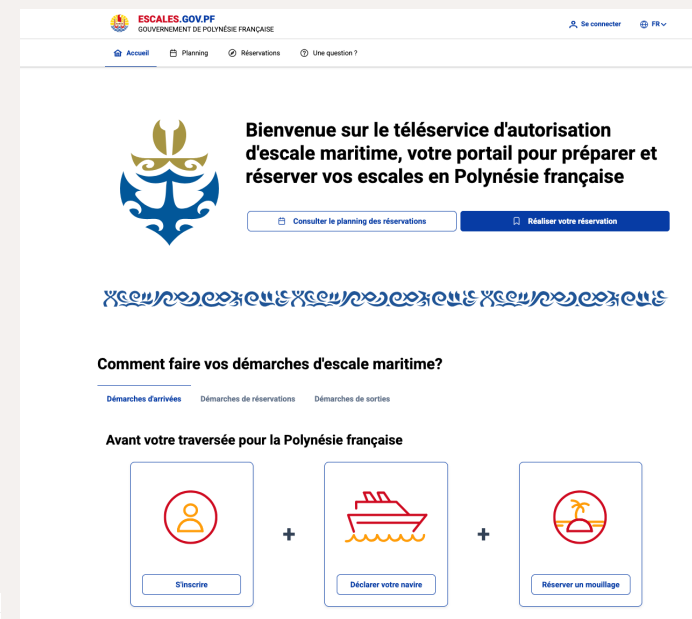 ESCALES.GOV.PF
GOUVERNEMENT DE POLYNÉSIE FRANÇAISE
Se connecter
FR
Accueil
Planning
Réservations
Une question ?
Bienvenue sur le téléservice d'autorisation
d'escale maritime, votre portail pour préparer et
réserver vos escales en Polynésie française
Consulter le planning des réservations
Réaliser votre réservation
Comment faire vos démarches d'escale maritime?
Démarches d'arrivées
Démarches de réservations
Démarches de sorties
Avant votre traversée pour la Polynésie française
+
+
S'inscrire
Déclarer votre navire
Réserver un mouillage